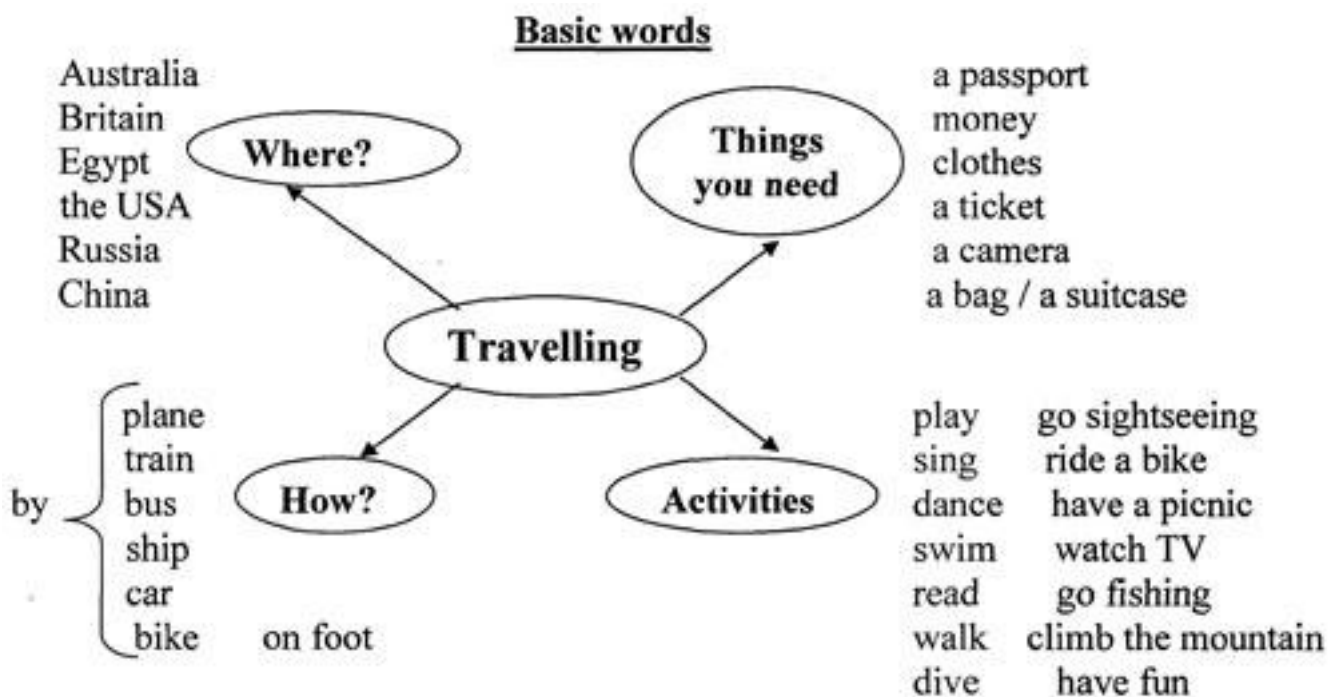 Basic words
Australia
Britain
Egypt
the USA
Russia
China
Where?
Things
you need
a passport
money
clothes
a ticket
a camera
a bag / a suitcase
Travelling
by
plane
train
bus
ship
car
bike on foot
How?
Activities
play go sightseeing
sing ride a bike
dance have a picnic
swim watch TV
read go fishing
walk climb the mountain
dive have fun